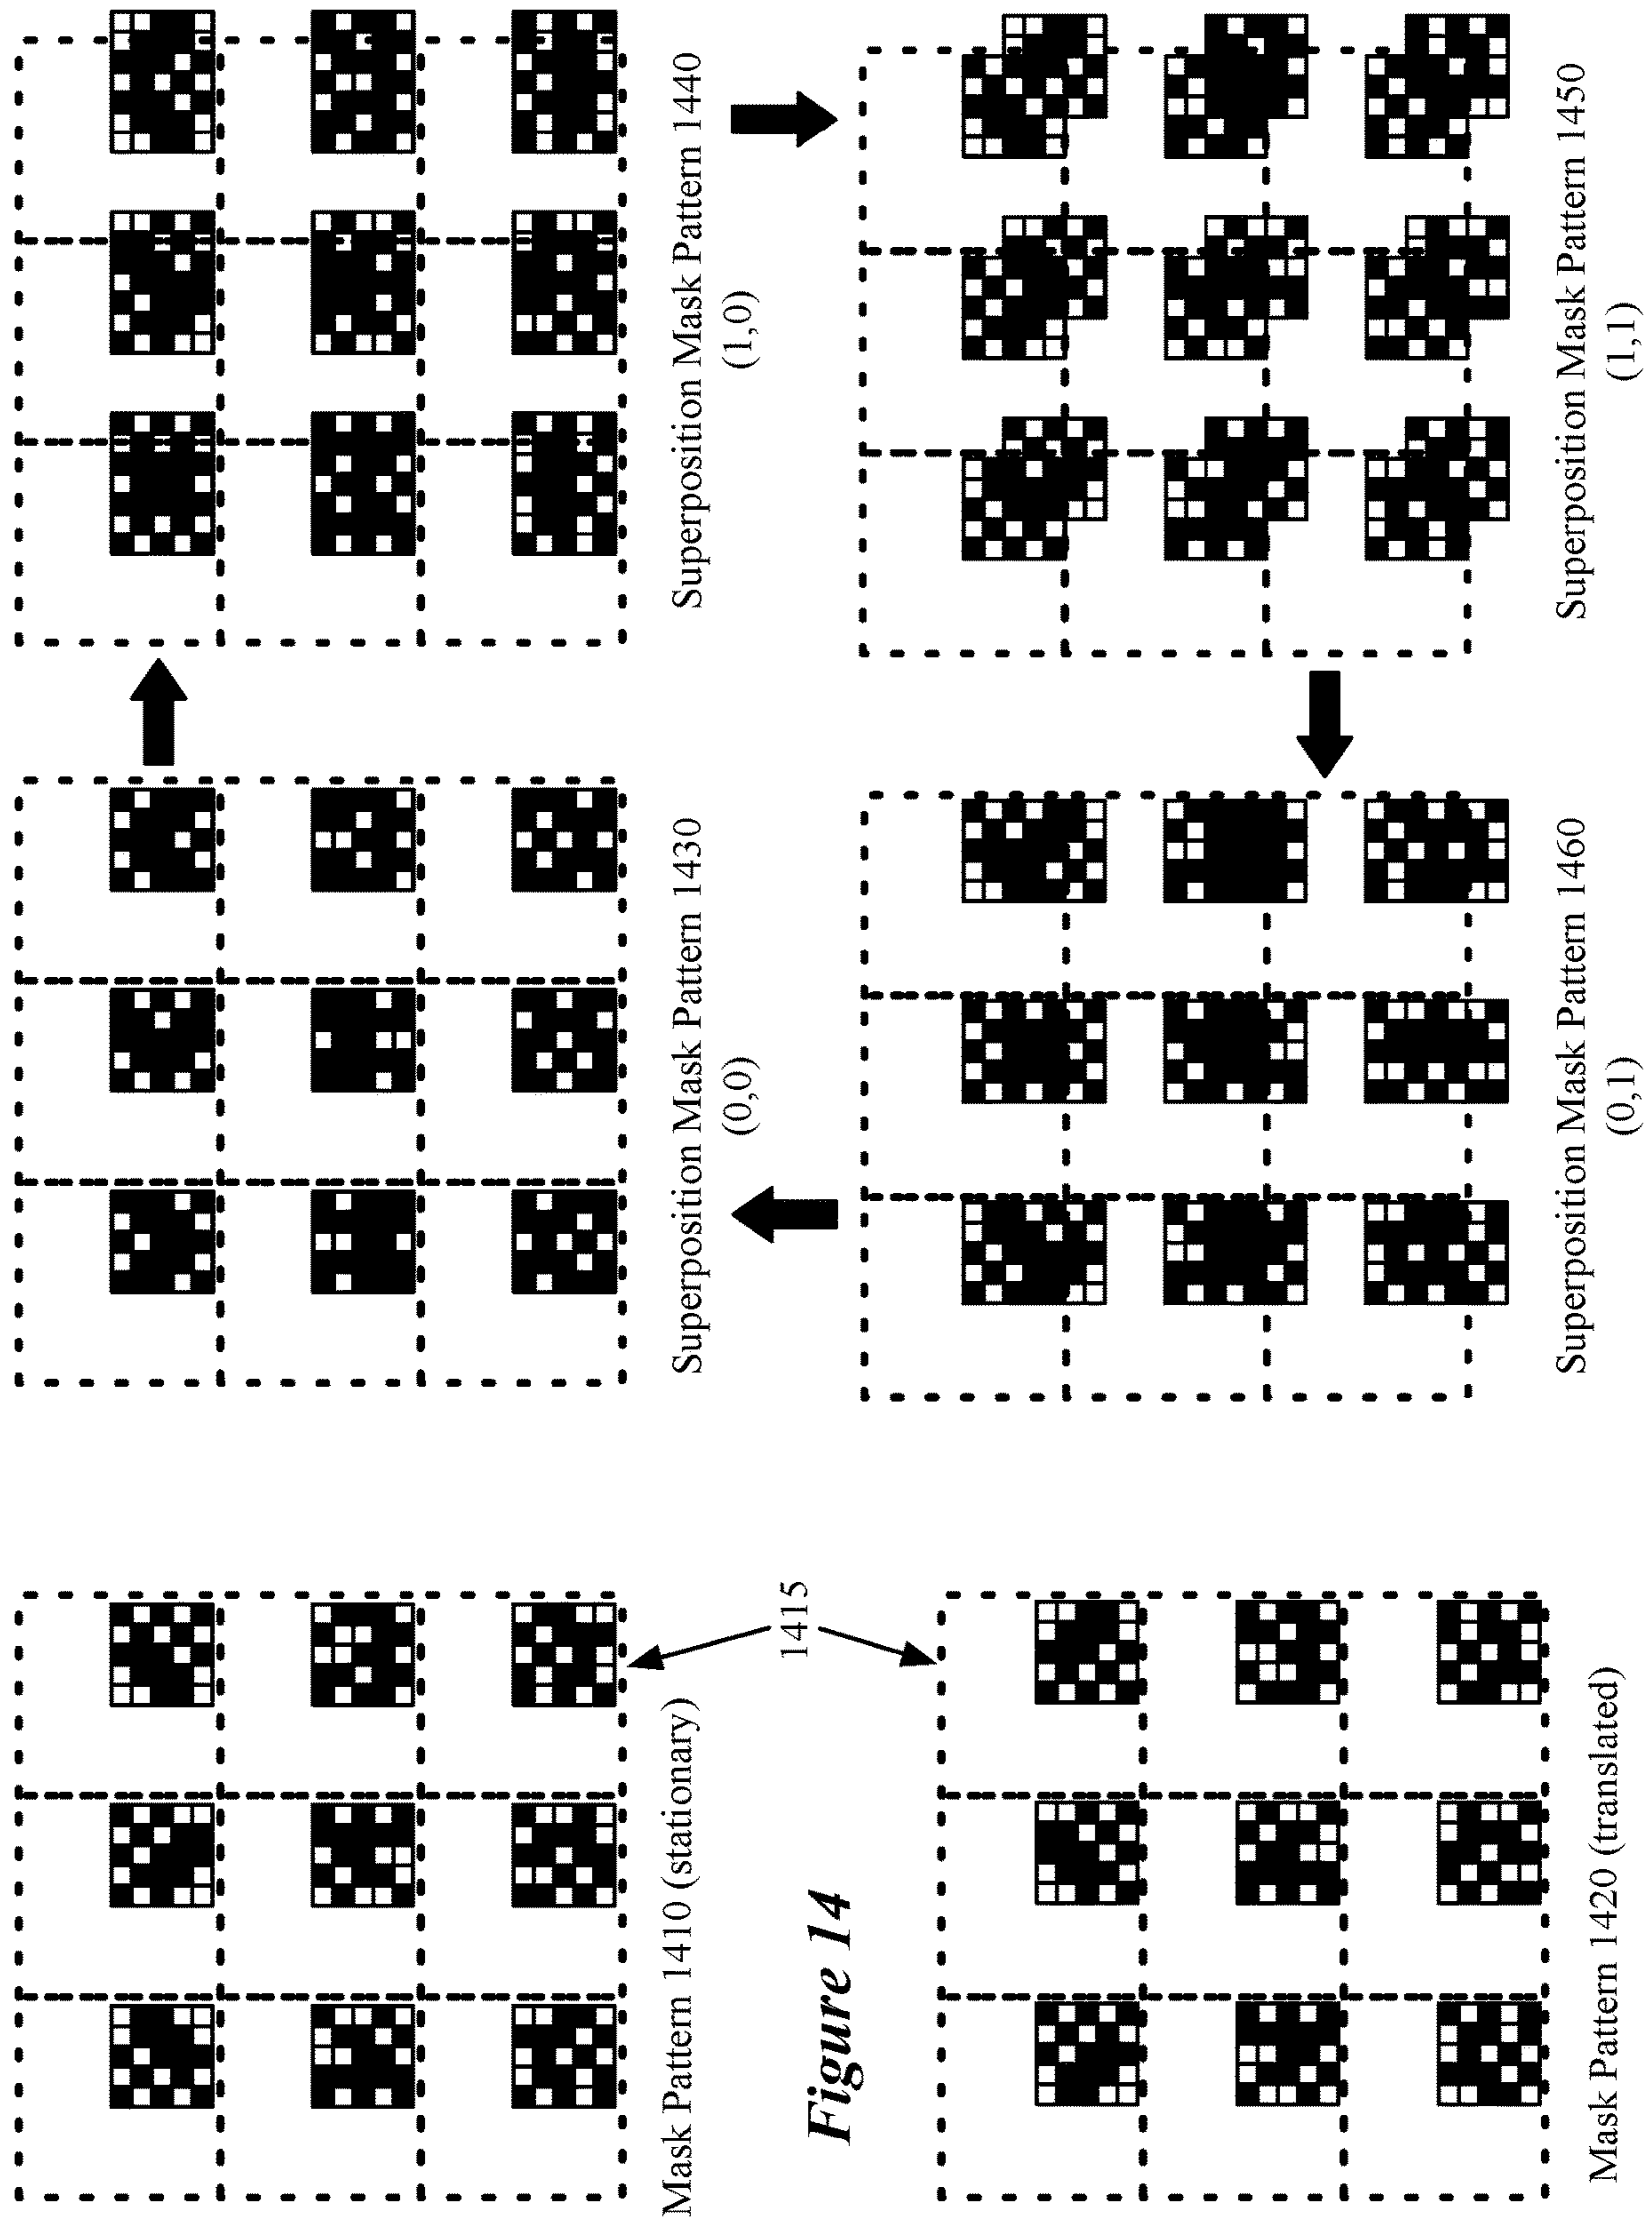 Mask Pattern 1410 (stationary)
Superposition Mask Pattern 1430
(0,0)
Superposition Mask Pattern 1440
(1,0)
1415
Figure 14
Mask Pattern 1420 (translated)
Superposition Mask Pattern 1460
(0,1)
Superposition Mask Pattern 1450
(1,1)